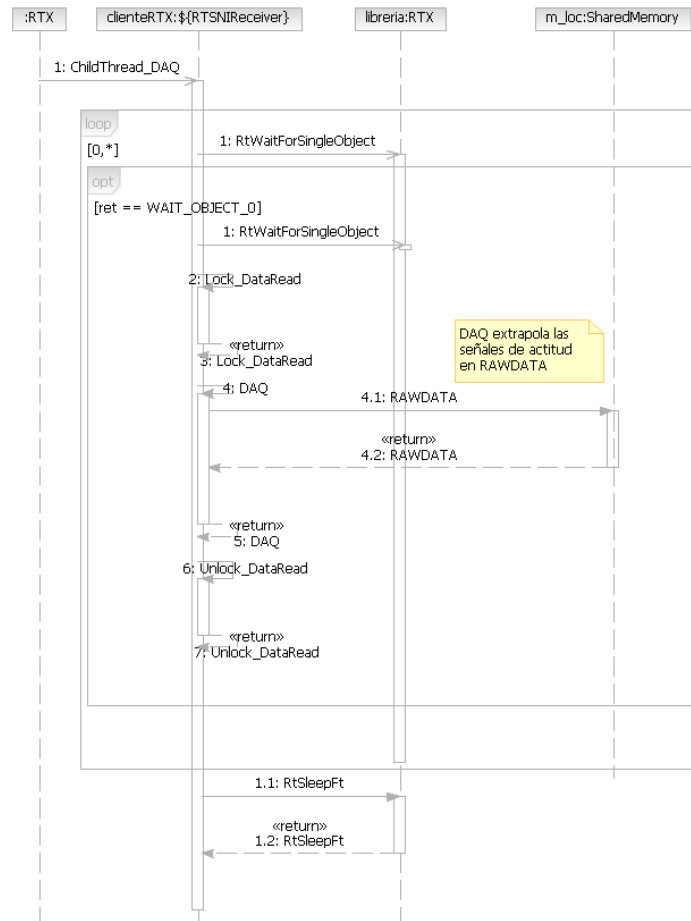 :RTX
clienteRTX:${RTSNIReceiver}
libreria:RTX
m_loc:SharedMemory
1: ChildThread_DAQ
loop
[0,*]
1: RtWaitForSingleObject
opt
[ret == WAIT_OBJECT_0]
1: RtWaitForSingleObject
2: Lock_DataRead
«return»
3: Lock_DataRead
DAQ extrapola las
señales de actitud
en RAWDATA
4: DAQ
4.1: RAWDATA
«return»
4.2: RAWDATA
«return»
5: DAQ
6: Unlock_DataRead
«return»
7: Unlock_DataRead
1.1: RtSleepFt
«return»
1.2: RtSleepFt